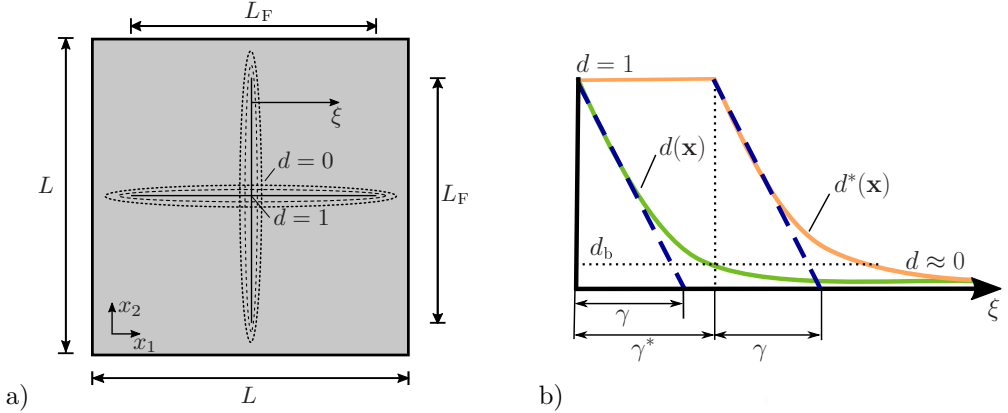 L_F
L
ξ
d = 0
L_F
d = 1
x_2
x_1
L
a)
d = 1
d(x)
d*(x)
d_b
d ≈ 0
ξ
γ
γ*
γ
b)